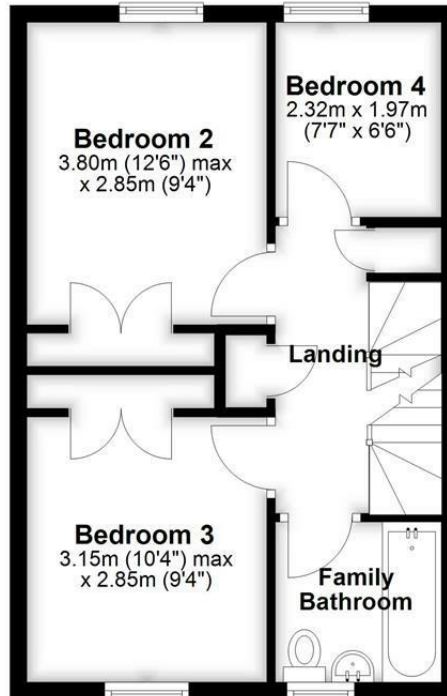 Bedroom 2
3.80m (12'6") max
x 2.85m (9'4")
Bedroom 4
2.32m x 1.97m
(7'7" x 6'6")
Landing
Bedroom 3
3.15m (10'4") max
x 2.85m (9'4")
Family
Bathroom